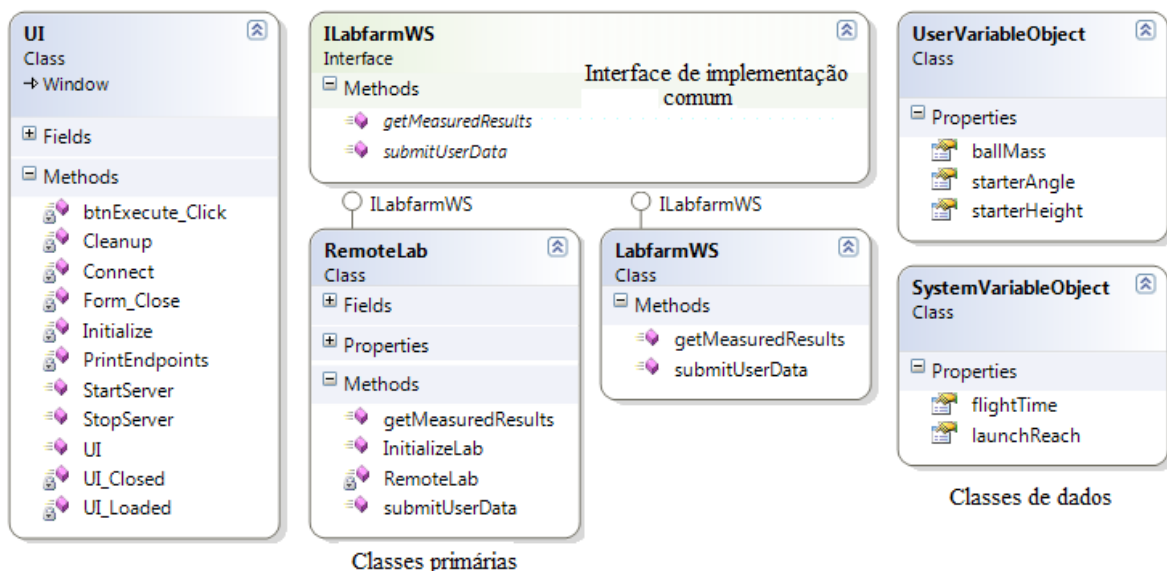 UI
Class
Window
Fields
Methods
btnExecute_Click
Cleanup
Connect
Form_Close
Initialize
PrintEndpoints
StartServer
StopServer
UI
UI_Closed
UI_Loaded
ILabfarmWS
Interface
Methods
getMeasuredResults
submitUserData
Interface de implementação
comum
ILabfarmWS
RemoteLab
Class
Fields
Properties
Methods
getMeasuredResults
InitializeLab
RemoteLab
submitUserData
ILabfarmWS
LabfarmWS
Class
Methods
getMeasuredResults
submitUserData
Classes primárias
UserVariableObject
Class
Properties
ballMass
starterAngle
starterHeight
SystemVariableObject
Class
Properties
flightTime
launchReach
Classes de dados